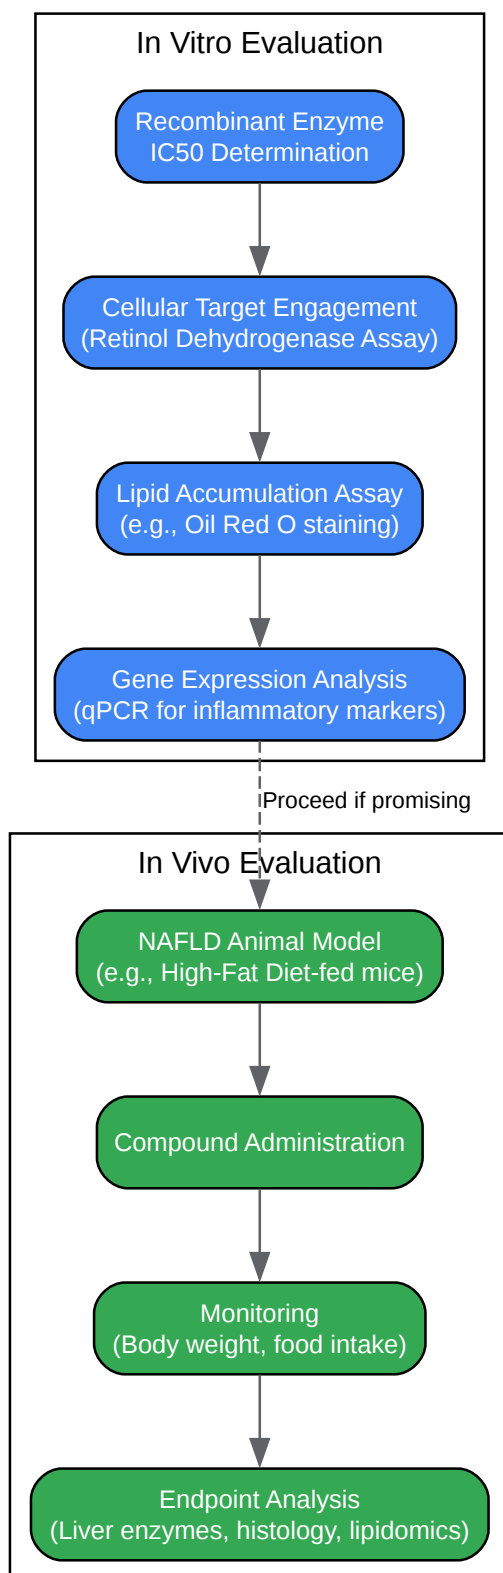 In Vitro Evaluation
Recombinant Enzyme
IC50 Determination
Cellular Target Engagement
(Retinol Dehydrogenase Assay)
Lipid Accumulation Assay
(e.g., Oil Red O staining)
Gene Expression Analysis
(qPCR for inflammatory markers)
Proceed if promising
In Vivo Evaluation
NAFLD Animal Model
(e.g., High-Fat Diet-fed mice)
Compound Administration
Monitoring
(Body weight, food intake)
Endpoint Analysis
(Liver enzymes, histology, lipidomics)